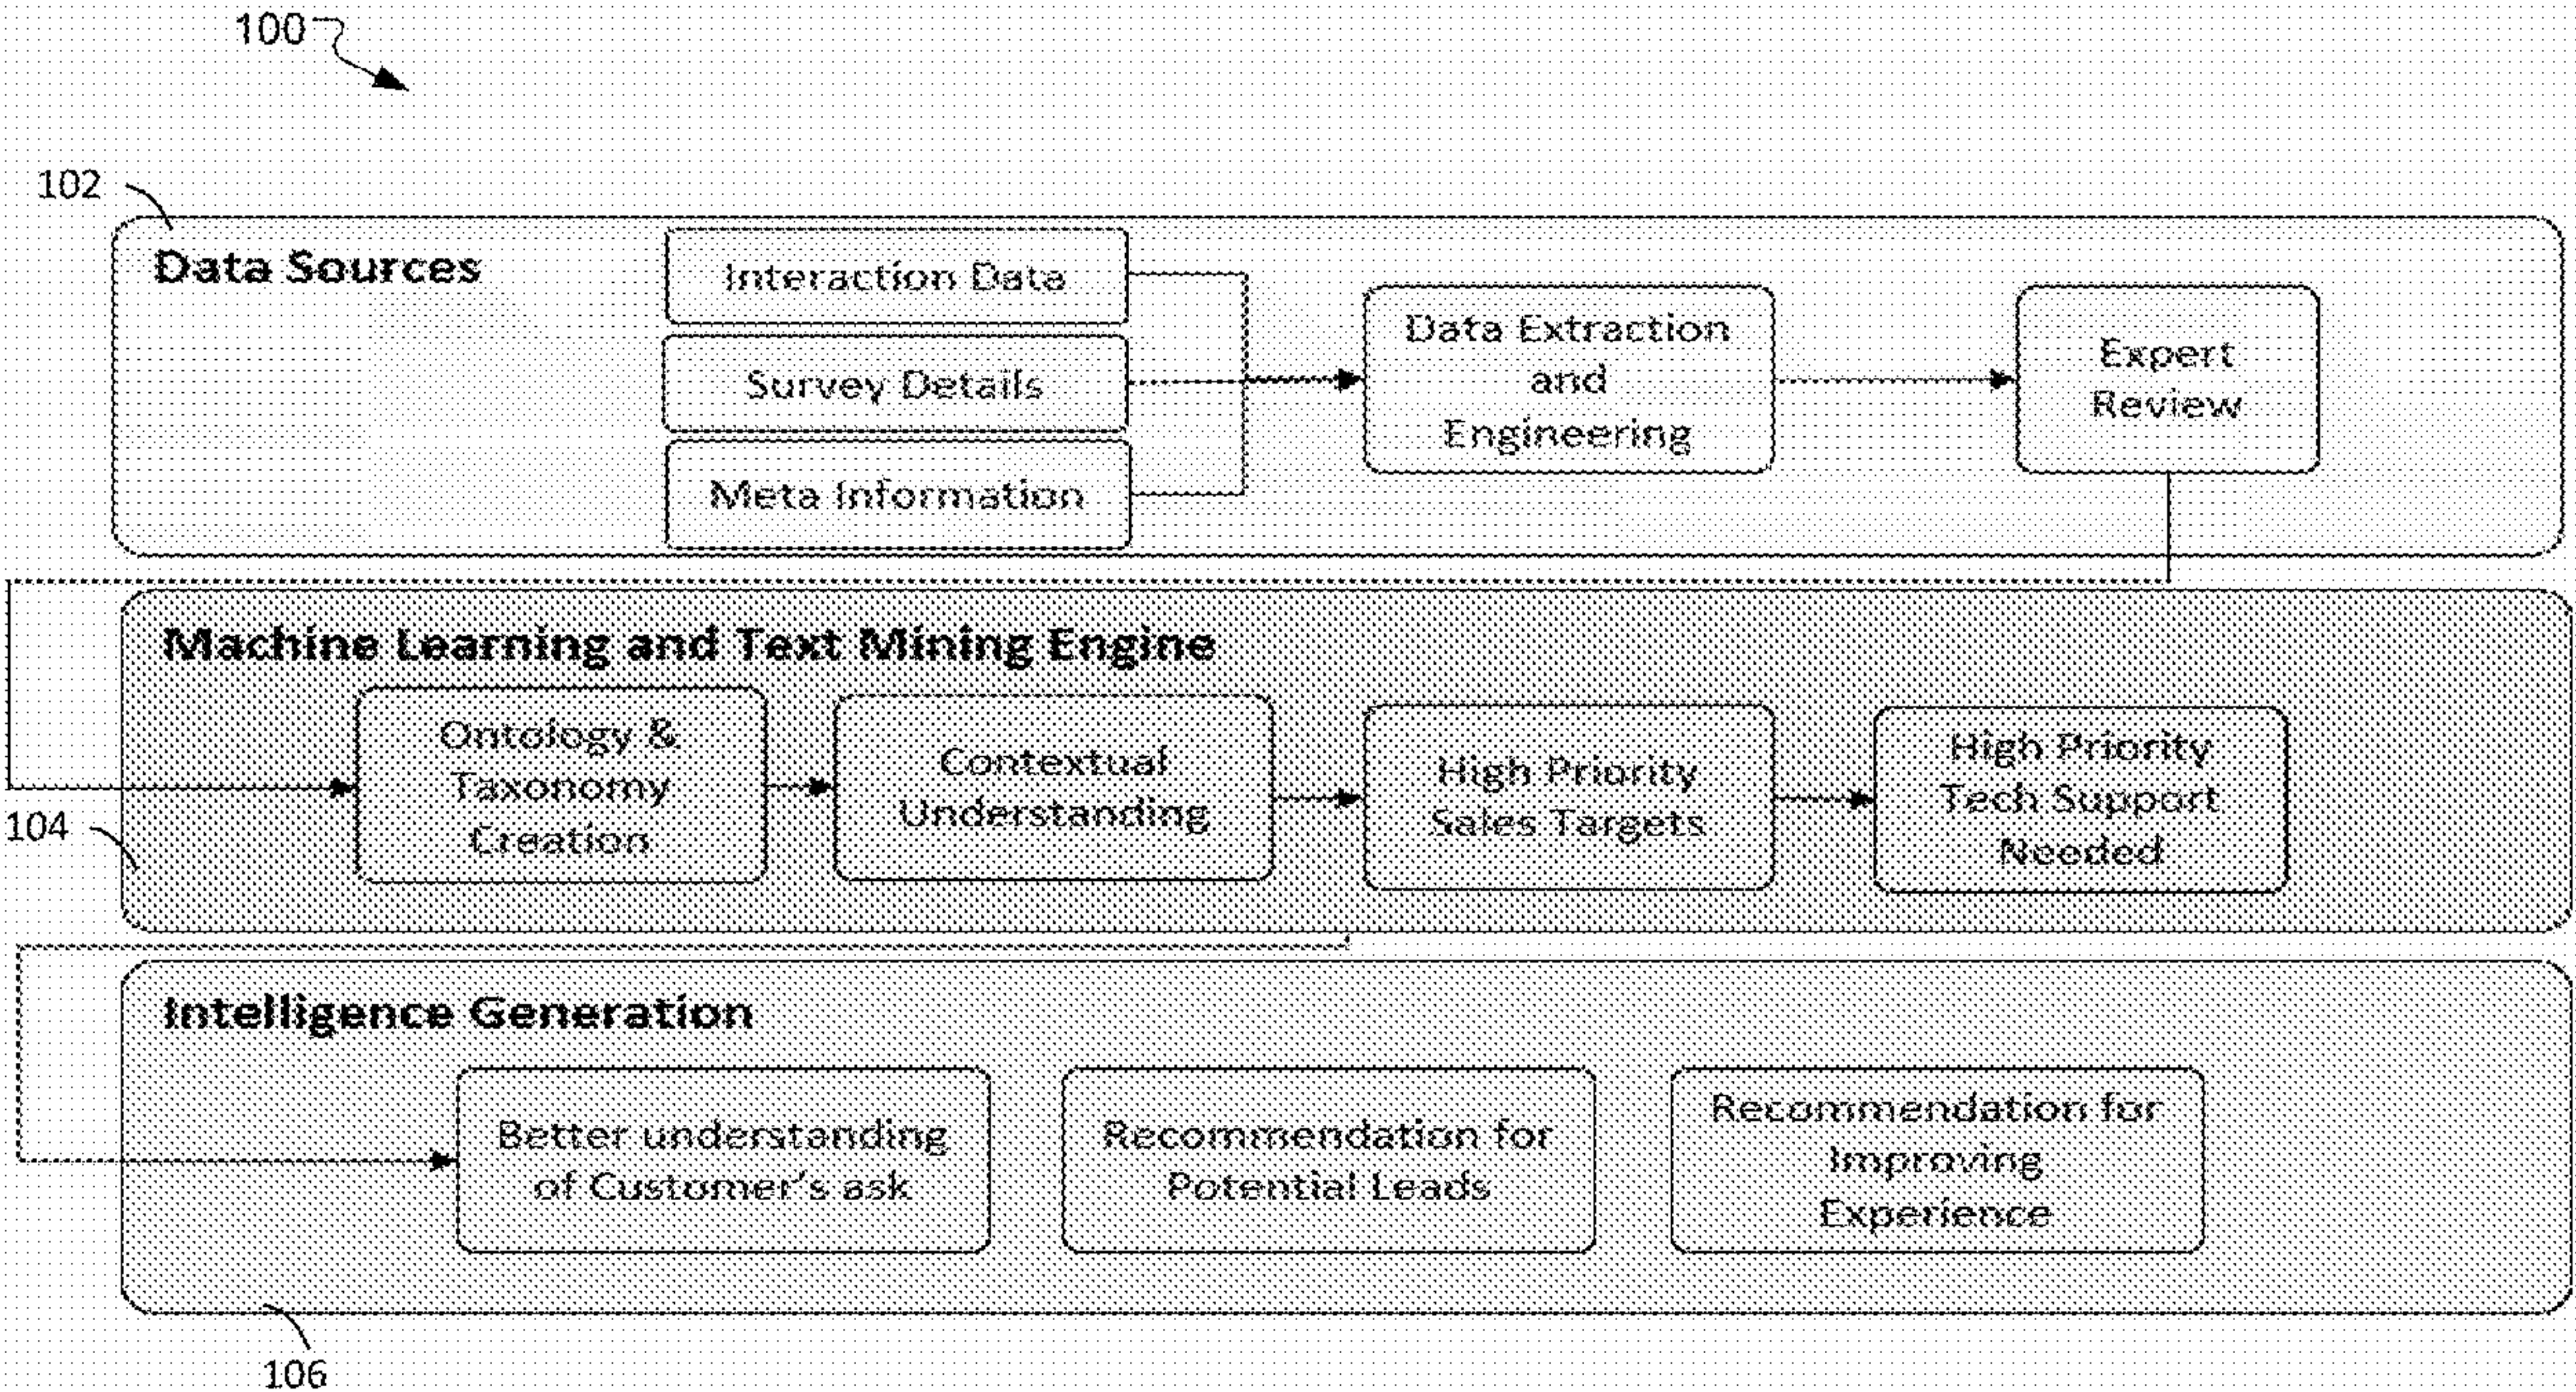 100
102
Data Sources
Interaction Data
Survey Details
Meta Information
Data Extraction
and
Engineering
Expert
Review
Machine Learning and Text Mining Engine
Ontology &
Taxonomy
Creation
Contextual
Understanding
High Priority
Sales Targets
High Priority
Tech Support
Needed
104
Intelligence Generation
Better understanding
of Customer's ask
Recommendation for
Potential Leads
Recommendation for
Improving
Experience
106